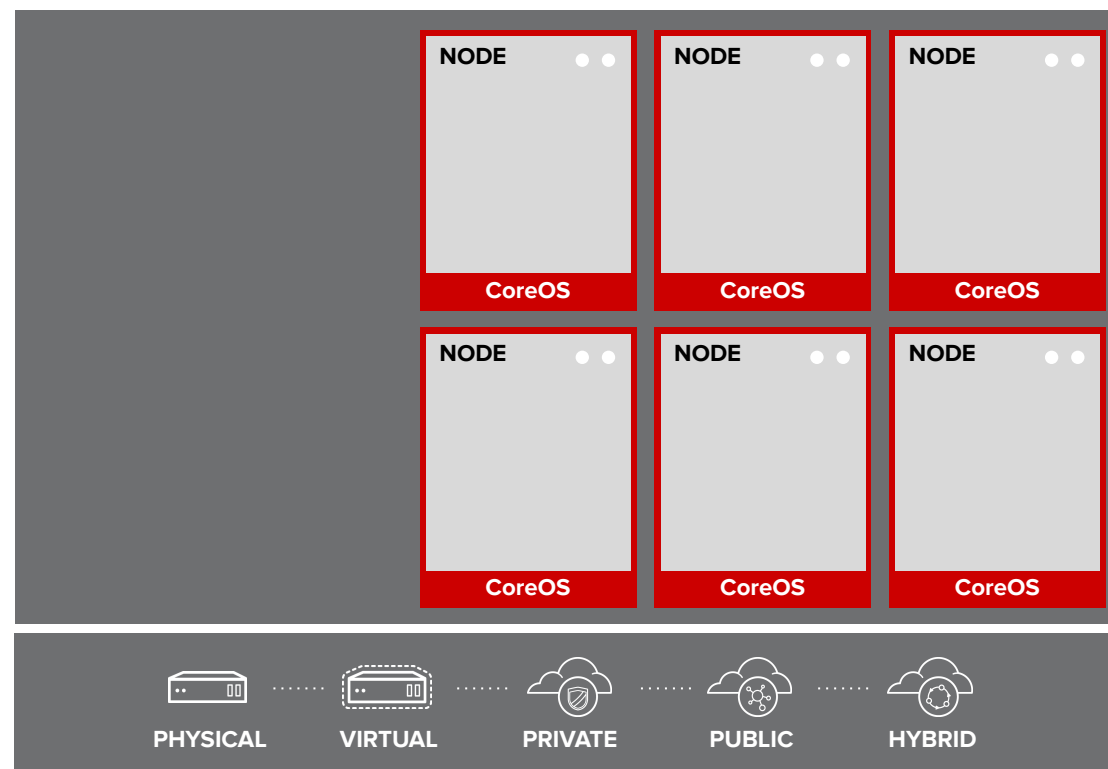 NODE NODE NODE
CoreOS CoreOS CoreOS
NODE NODE NODE
CoreOS CoreOS CoreOS
PHYSICAL VIRTUAL PRIVATE PUBLIC HYBRID